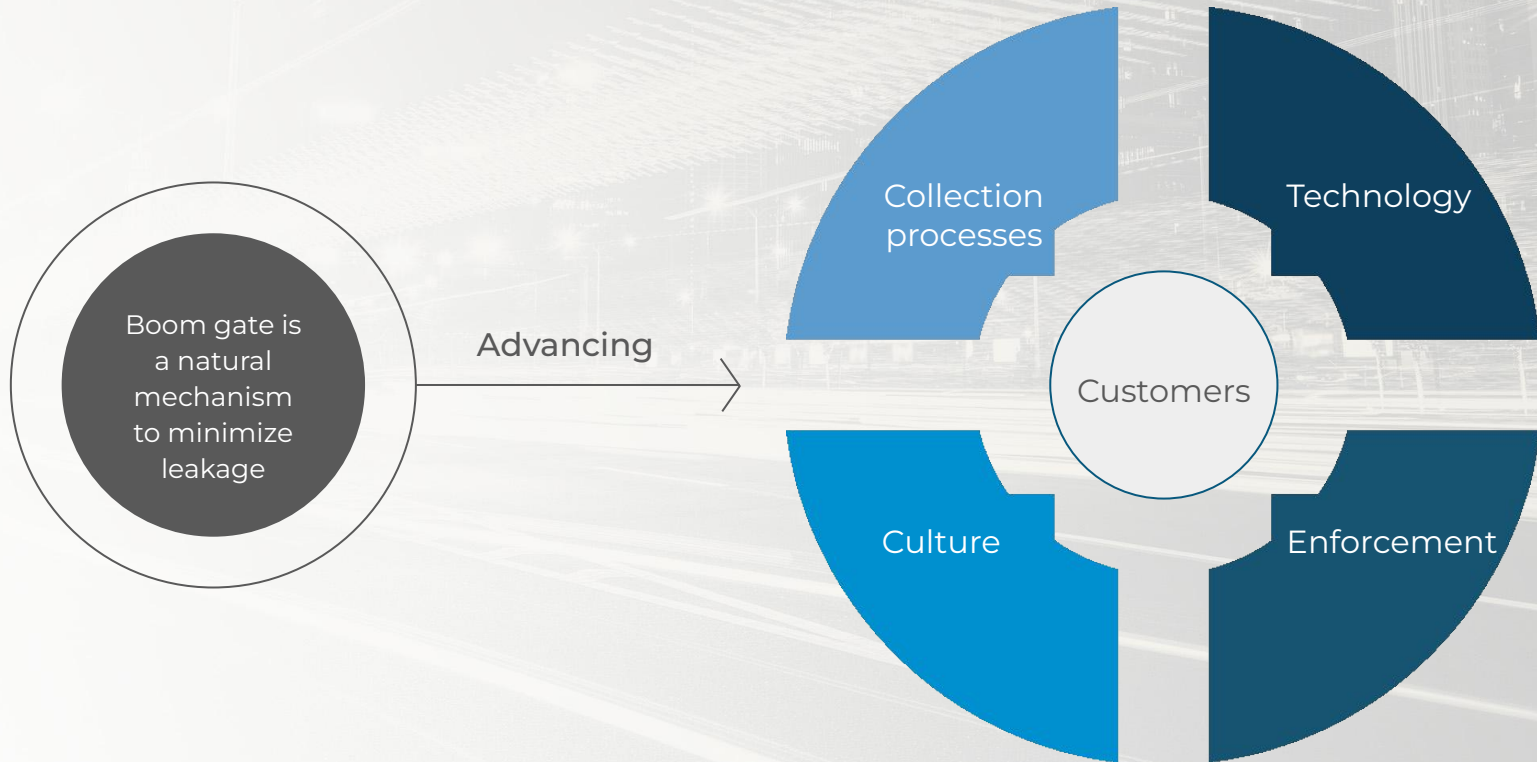 Boom gate is
a natural
mechanism
to minimize
leakage
Advancing
Collection
processes
Technology
Customers
Culture
Enforcement